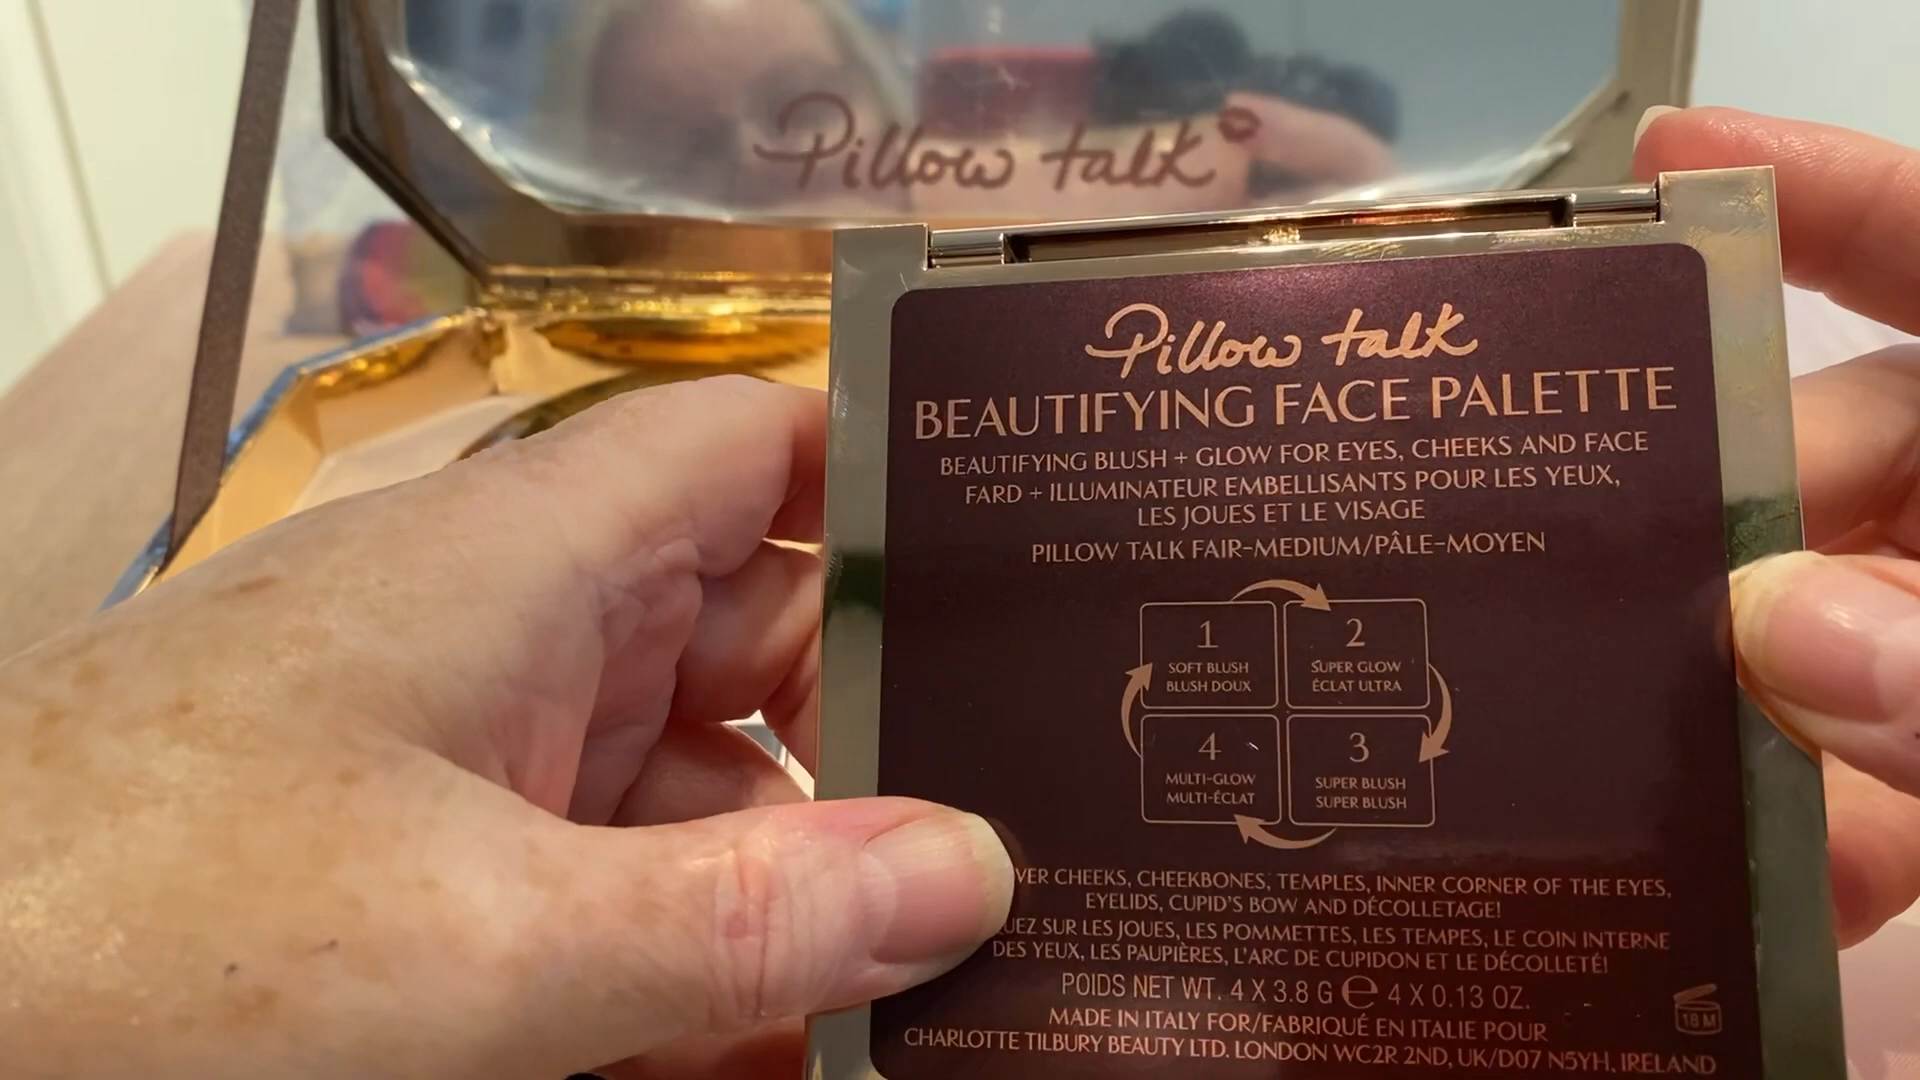 Pillow talk
Pillow talk
BEAUTIFYING FACE PALETTE
BEAUTIFYING BLUSH + GLOW FOR EYES, CHEEKS AND FACE
FARD + ILLUMINATEUR EMBELLISANTS POUR LES YEUX,
LES JOUES ET LE VISAGE
PILLOW TALK FAIR-MEDIUM/PÂLE-MOYEN
1
SOFT BLUSH
BLUSH DOUX
2
SUPER GLOW
ÉCLAT ULTRA
4
MULTI-GLOW
MULTI-ÉCLAT
3
SUPER BLUSH
SUPER BLUSH
CHEEKS, CHEEKBONES, TEMPLES, INNER CORNER OF THE EYES,
EYELIDS, CUPID'S BOW AND DÉCOLLETAGE!
SUR LES JOUES, LES POMMETTES, LES TEMPES, LE COIN INTERNE
DES YEUX, LES PAUPIÈRES, L'ARC DE CUPIDON ET LE DÉCOLLETÉ!
POIDS NET WT. 4 X 3.8 G ℮ 4 X 0.13 OZ.
18 M
MADE IN ITALY FOR/FABRIQUÉ EN ITALIE POUR
CHARLOTTE TILBURY BEAUTY LTD. LONDON WC2R 2ND, UK/D07 N5YH, IRELAND